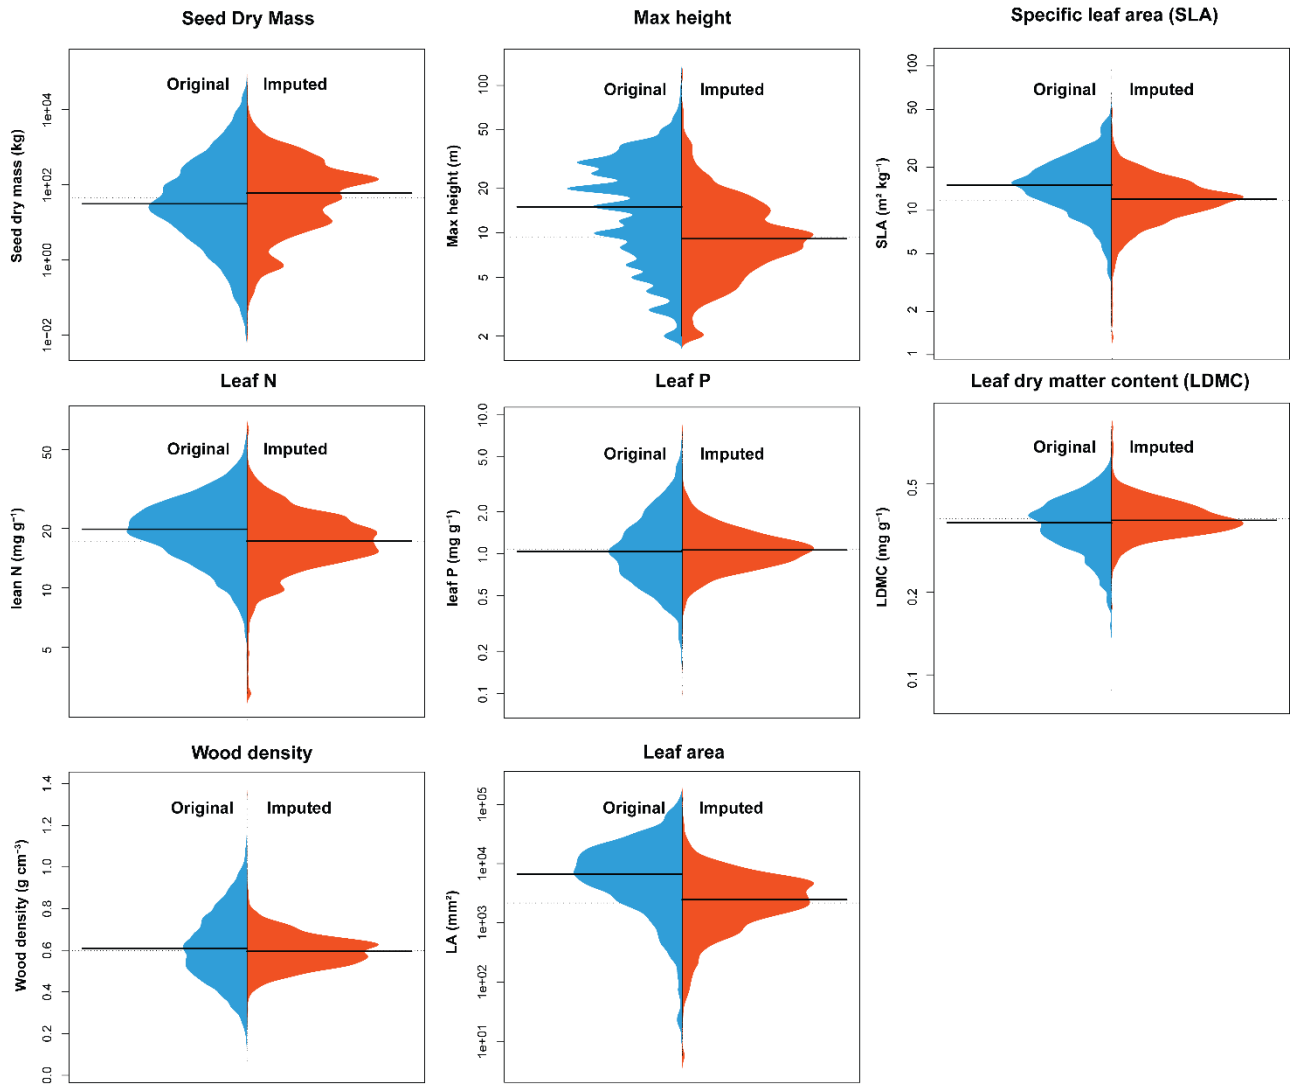 Seed Dry Mass
Original
Imputed
Seed dry mass (kg)
1e+04
1e+02
1e+00
1e−02
Max height
Original
Imputed
Max height (m)
100
50
20
10
5
2
Specific leaf area (SLA)
Original
Imputed
SLA (m² kg⁻¹)
100
50
20
10
5
2
1
Leaf N
Original
Imputed
lean N (mg g⁻¹)
50
20
10
5
Leaf P
Original
Imputed
leaf P (mg g⁻¹)
10.0
5.0
2.0
1.0
0.5
0.2
0.1
Leaf dry matter content (LDMC)
Original
Imputed
LDMC (mg g⁻¹)
0.5
0.2
0.1
Wood density
Original
Imputed
Wood density (g cm⁻³)
1.4
1.2
1.0
0.8
0.6
0.4
0.2
0.0
Leaf area
Original
Imputed
LA (mm²)
1e+05
1e+04
1e+03
1e+02
1e+01